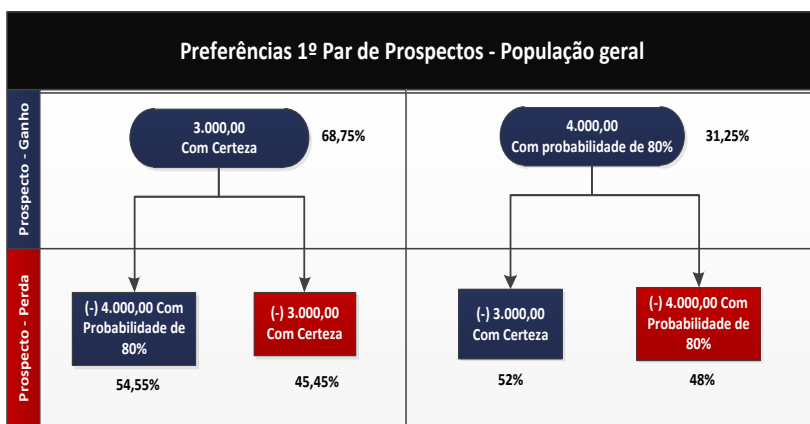 Preferências 1º Par de Prospectos - População geral
Prospecto - Ganho
3.000,00
Com Certeza
68,75%
4.000,00
Com probabilidade de 80%
31,25%
Prospecto - Perda
(-) 4.000,00 Com
Probabilidade de
80%
54,55%
(-) 3.000,00
Com Certeza
45,45%
(-) 3.000,00
Com Certeza
52%
(-) 4.000,00 Com
Probabilidade de
80%
48%